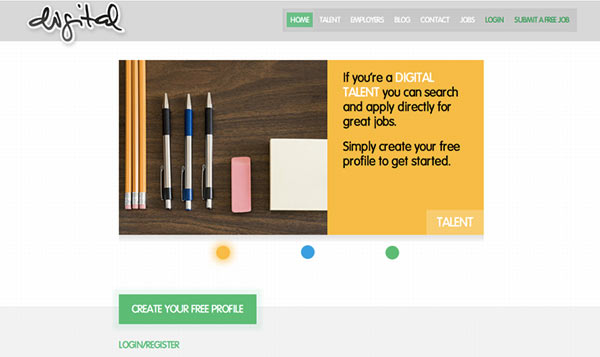 digital
HOME TALENT EMPLOYERS BLOG CONTACT JOBS LOGIN SUBMIT A FREE JOB
If you're a DIGITAL
TALENT you can search
and apply directly for
great jobs.
Simply create your free
profile to get started.
TALENT
CREATE YOUR FREE PROFILE
LOGIN/REGISTER